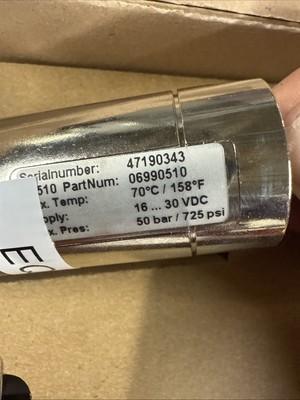 Serialnumber: 47190343
510 PartNum: 06990510
x. Temp: 70°C / 158°F
pply: 16 ... 30 VDC
x. Pres: 50 bar / 725 psi